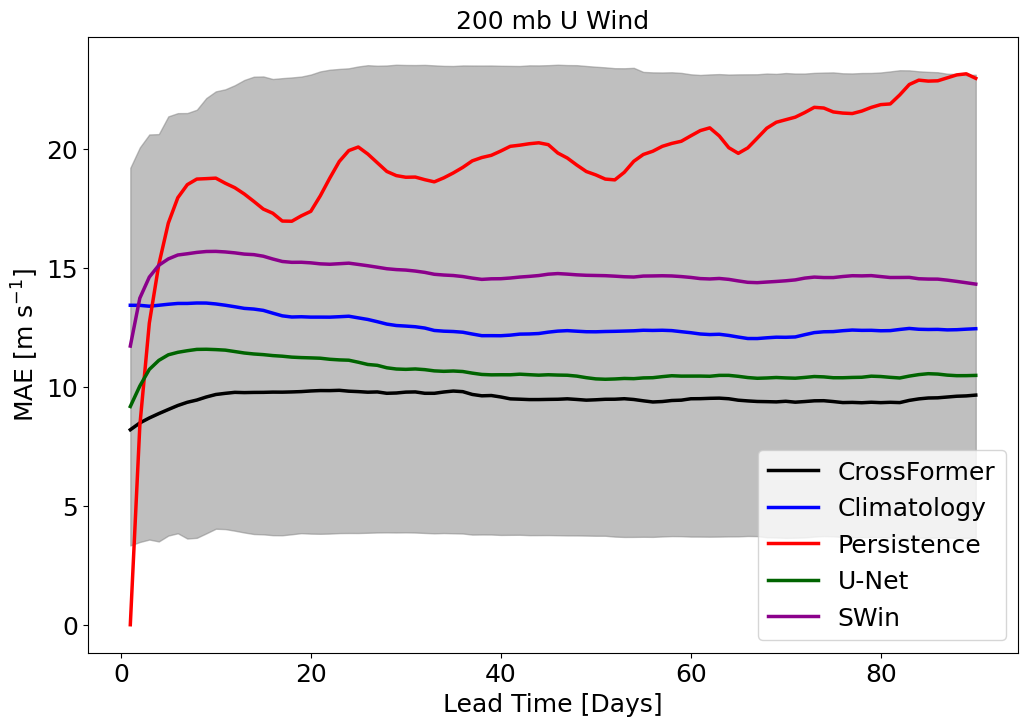 200 mb U Wind
MAE [m s⁻¹]
20
15
10
5
0
0 20 40 60 80
Lead Time [Days]
CrossFormer
Climatology
Persistence
U-Net
SWin